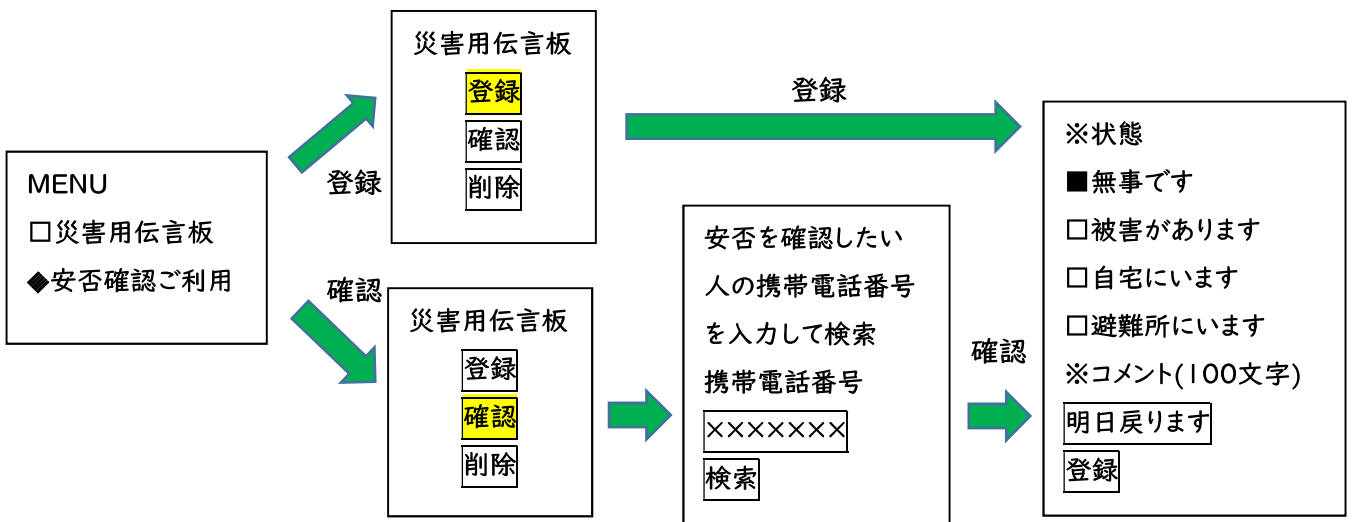 MENU
□災害用伝言板
◆安否確認ご利用
登録
確認
災害用伝言板
登録
確認
削除
災害用伝言板
登録
確認
削除
登録
安否を確認したい
人の携帯電話番号
を入力して検索
携帯電話番号
×××××××
検索
確認
※状態
■無事です
□被害があります
□自宅にいます
□避難所にいます
※コメント(100文字)
明日戻ります
登録